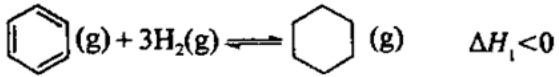 (g) + 3H₂(g) ⇌ (g) ΔH₁<0